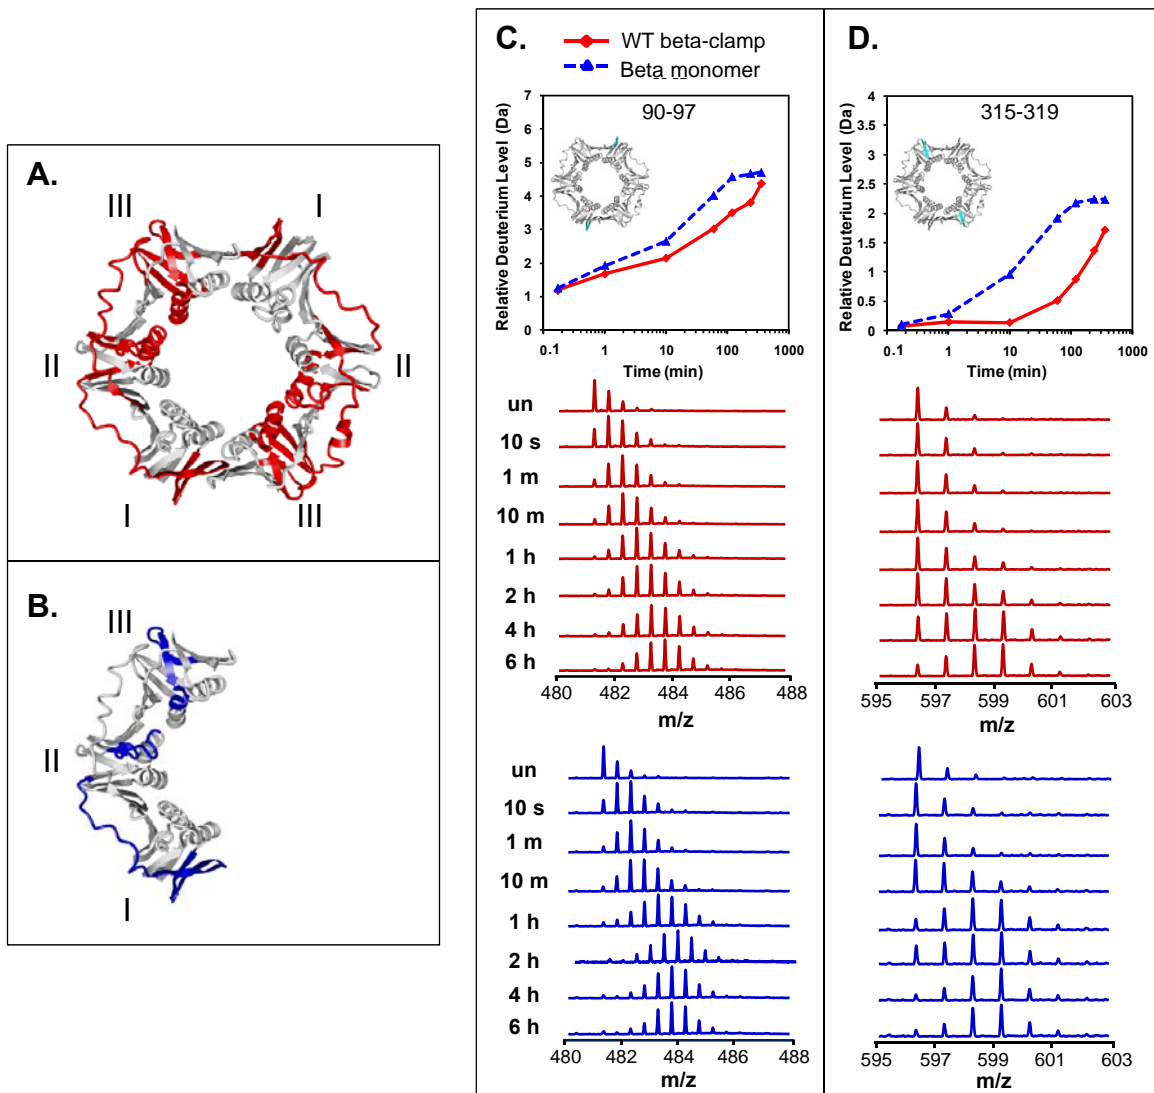 A.
III
I
II
II
I
III
B.
III
II
I
C.
WT beta-clamp
Beta monomer
90-97
Relative Deuterium Level (Da)
7
6
5
4
3
2
1
0
0.1
1
10
100
1000
Time (min)
un
10 s
1 m
10 m
1 h
2 h
4 h
6 h
480
482
484
486
488
m/z
un
10 s
1 m
10 m
1 h
2 h
4 h
6 h
480
482
484
486
488
m/z
D.
315-319
Relative Deuterium Level (Da)
4
3.5
3
2.5
2
1.5
1
0.5
0
0.1
1
10
100
1000
Time (min)
595
597
599
601
603
m/z
595
597
599
601
603
m/z